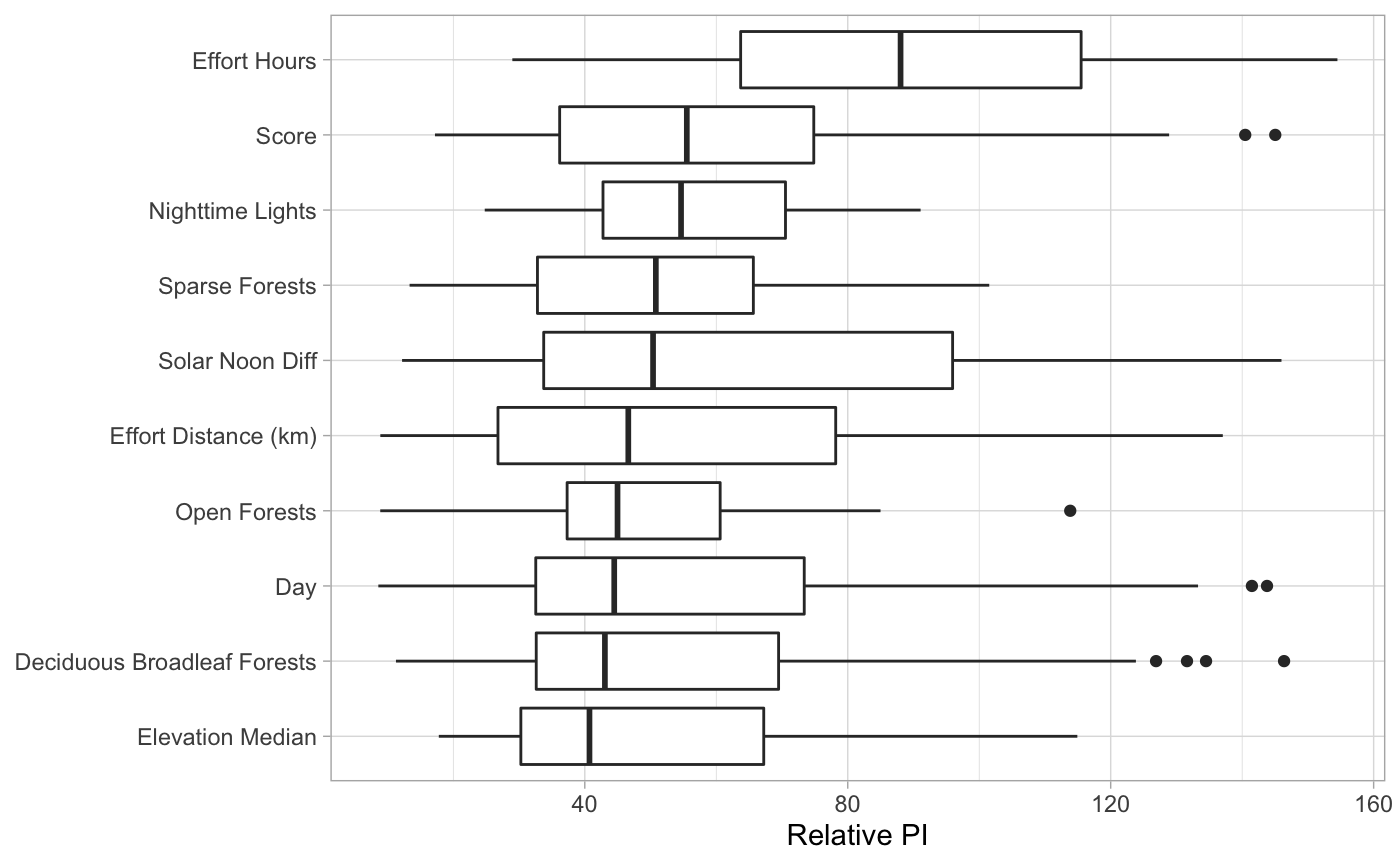 Effort Hours
Score
Nighttime Lights
Sparse Forests
Solar Noon Diff
Effort Distance (km)
Open Forests
Day
Deciduous Broadleaf Forests
Elevation Median
40 80 120 160
Relative PI